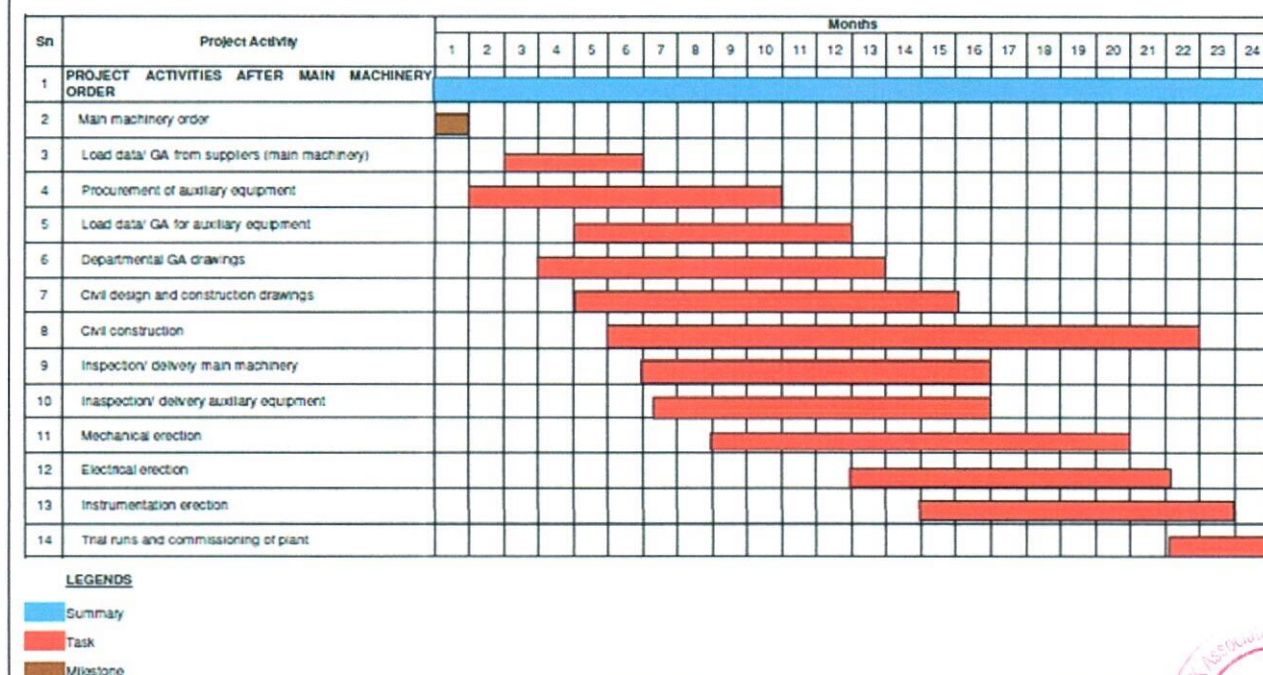 Months
Sn Project Activity 1 2 3 4 5 6 7 8 9 10 11 12 13 14 15 16 17 18 19 20 21 22 23 24
1 PROJECT ACTIVITIES AFTER MAIN MACHINERY
ORDER
2 Main machinery order
3 Load data/ GA from suppliers (main machinery)
4 Procurement of auxiliary equipment
5 Load data/ GA for auxiliary equipment
6 Departmental GA drawings
7 Civil design and construction drawings
8 Civil construction
9 Inspection/ delivery main machinery
10 Inaspection/ delivery auxiliary equipment
11 Mechanical erection
12 Electrical erection
13 Instrumentation erection
14 Trial runs and commissioning of plant
LEGENDS
Summary
Task
Milestone